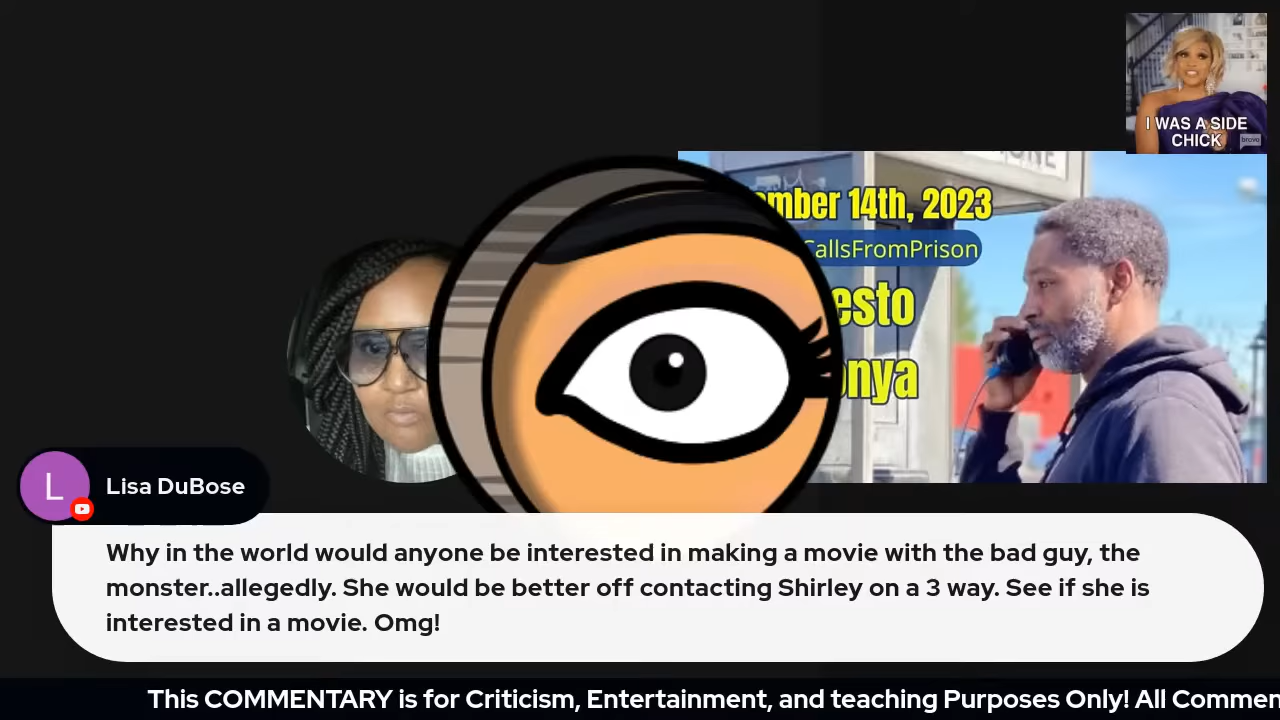 I WAS A SIDE
CHICK
bravo
ONE
mber 14th, 2023
CallsFromPrison
esto
onya
L
Lisa DuBose
Why in the world would anyone be interested in making a movie with the bad guy, the
monster..allegedly. She would be better off contacting Shirley on a 3 way. See if she is
interested in a movie. Omg!
This COMMENTARY is for Criticism, Entertainment, and teaching Purposes Only! All Commen